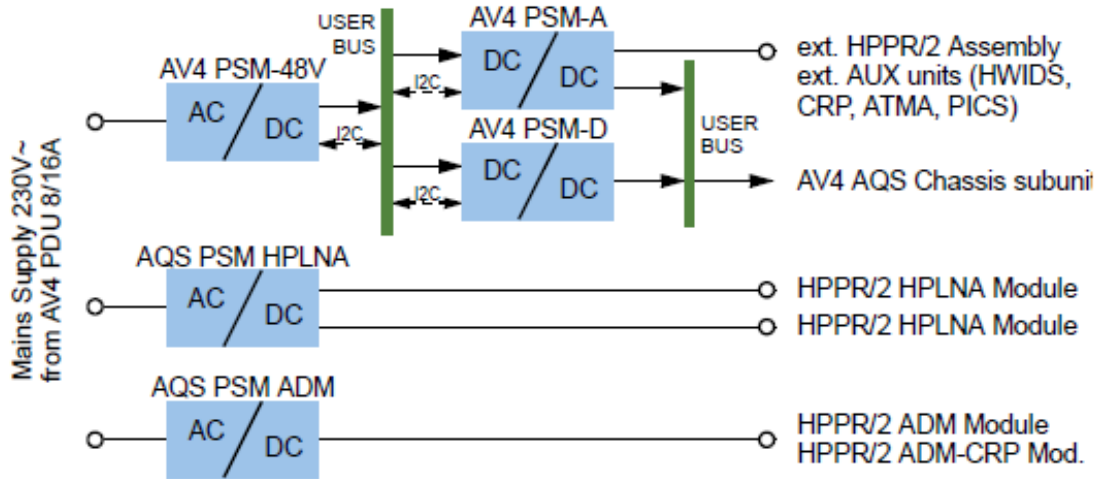 USER
BUS
AV4 PSM-A
AV4 PSM-48V
DC
DC
ext. HPPR/2 Assembly
ext. AUX units (HWIDS,
CRP, ATMA, PICS)
I2C
AC
DC
I2C
AV4 PSM-D
USER
BUS
DC
DC
I2C
AV4 AQS Chassis subuni
Mains Supply 230V~
from AV4 PDU 8/16A
AQS PSM HPLNA
AC
DC
HPPR/2 HPLNA Module
HPPR/2 HPLNA Module
AQS PSM ADM
AC
DC
HPPR/2 ADM Module
HPPR/2 ADM-CRP Mod.